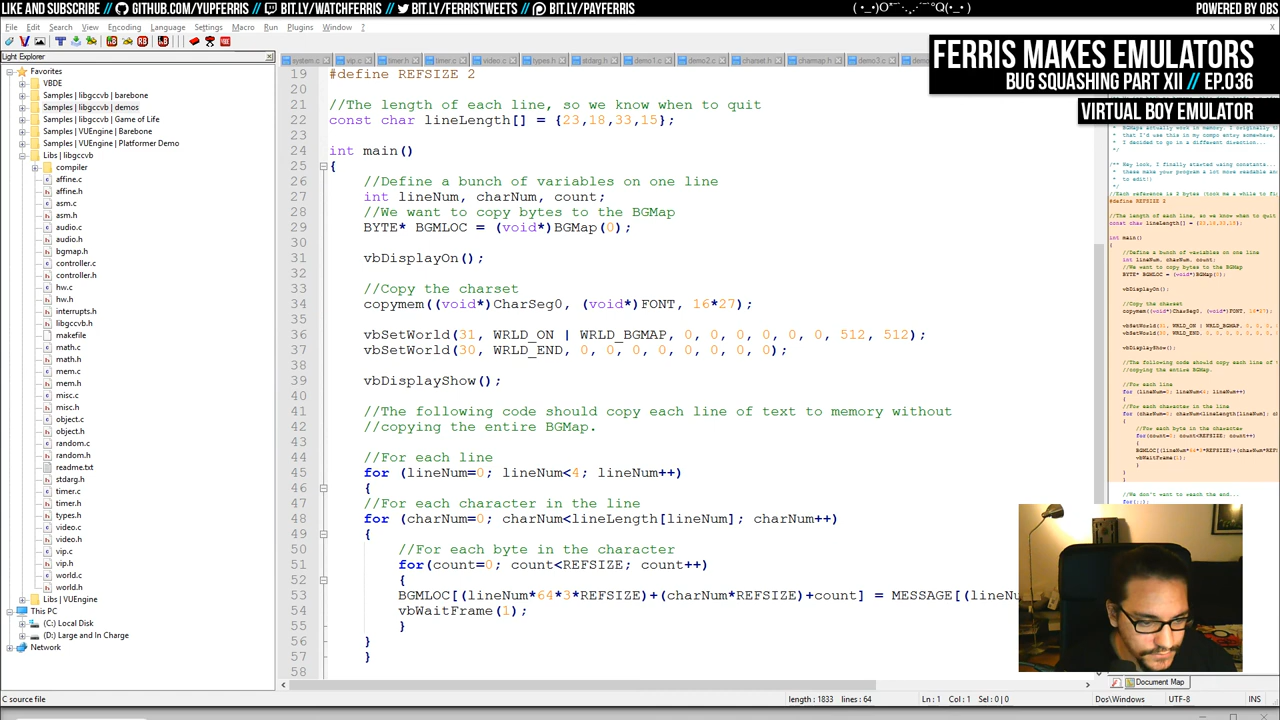 LIKE AND SUBSCRIBE // GITHUB.COM/YUPFERRIS // BIT.LY/WATCHFERRIS // BIT.LY/FERRISTWEETS // BIT.LY/PAYFERRIS
POWERED BY OBS
File Edit Search View Encoding Language Settings Macro Run Plugins Window ?
FERRIS MAKES EMULATORS
BUG SQUASHING PART XII // EP.036
VIRTUAL BOY EMULATOR
Light Explorer
Favorites
VBDE
Samples | libgccvb | barebone
Samples | libgccvb | demos
Samples | libgccvb | Game of Life
Samples | VUEngine | Barebone
Samples | VUEngine | Platformer Demo
Libs | libgccvb
compiler
affine.c
affine.h
asm.c
asm.h
audio.c
audio.h
bgmap.h
controller.c
controller.h
hw.c
hw.h
interrupts.h
libgccvb.h
makefile
math.c
math.h
mem.c
mem.h
misc.c
misc.h
object.c
object.h
random.c
random.h
readme.txt
stdarg.h
timer.c
timer.h
types.h
video.c
video.h
vip.c
vip.h
world.c
world.h
Libs | VUEngine
This PC
(C:) Local Disk
(D:) Large and In Charge
Network
system.c vip.c timer.h timer.c video.c types.h stdarg.h demo1.c demo2.c charset.h charmap.h demo3.c
19 #define REFSIZE 2
20
21 //The length of each line, so we know when to quit
22 const char lineLength[] = {23,18,33,15};
23
24 int main()
25 {
26 //Define a bunch of variables on one line
27 int lineNum, charNum, count;
28 //We want to copy bytes to the BGMap
29 BYTE* BGMLOC = (void*)BGMap(0);
30
31 vbDisplayOn();
32
33 //Copy the charset
34 copymem((void*)CharSeg0, (void*)FONT, 16*27);
35
36 vbSetWorld(31, WRLD_ON | WRLD_BGMAP, 0, 0, 0, 0, 0, 0, 512, 512);
37 vbSetWorld(30, WRLD_END, 0, 0, 0, 0, 0, 0, 0, 0);
38
39 vbDisplayShow();
40
41 //The following code should copy each line of text to memory without
42 //copying the entire BGMap.
43
44 //For each line
45 for (lineNum=0; lineNum<4; lineNum++)
46 {
47 //For each character in the line
48 for (charNum=0; charNum<lineLength[lineNum]; charNum++)
49 {
50 //For each byte in the character
51 for(count=0; count<REFSIZE; count++)
52 {
53 BGMLOC[(lineNum*64*3*REFSIZE)+(charNum*REFSIZE)+count] = MESSAGE[(lineNu
54 vbWaitFrame(1);
55 }
56 }
57 }
58
Document Map
C source file
length : 1833 lines : 64
Ln : 1 Col : 1 Sel : 0 | 0
Dos\Windows
UTF-8
INS